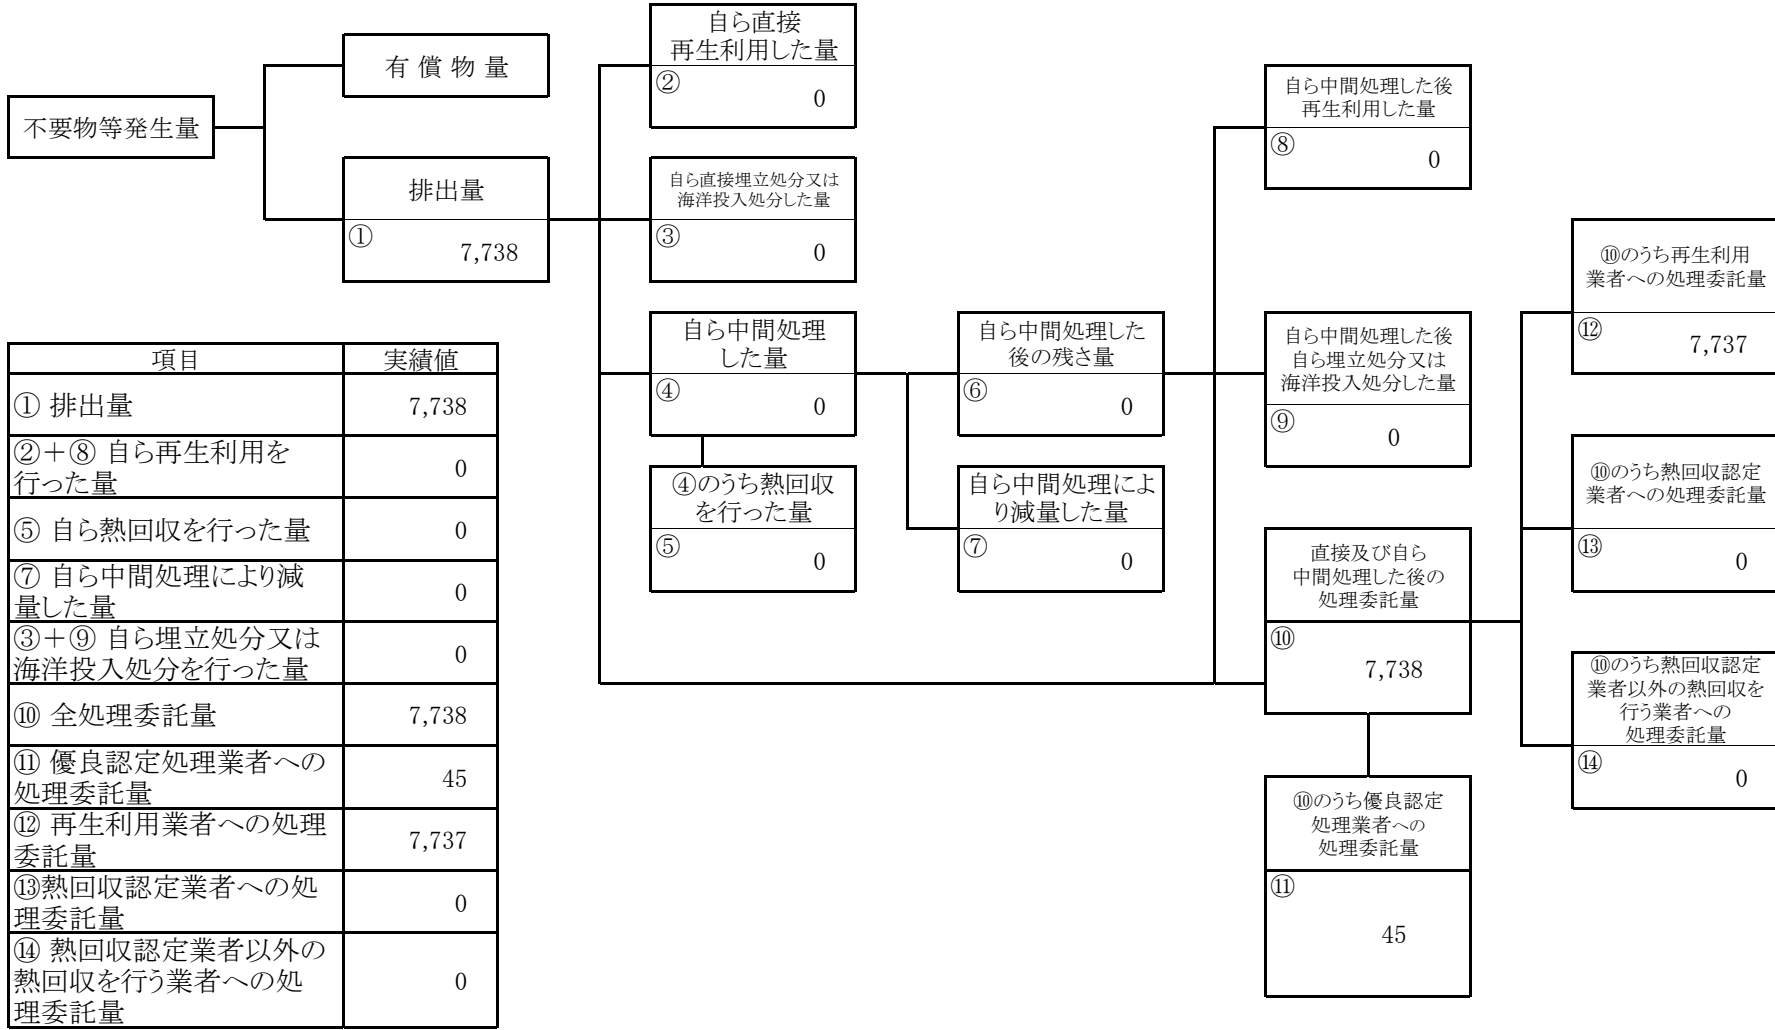 不要物等発生量
有 償 物 量
排出量
①
7,738
自ら直接
再生利用した量
②
0
自ら直接埋立処分又は
海洋投入処分した量
③
0
自ら中間処理
した量
④
0
④のうち熱回収
を行った量
⑤
0
自ら中間処理した
後の残さ量
⑥
0
自ら中間処理によ
り減量した量
⑦
0
自ら中間処理した後
再生利用した量
⑧
0
自ら中間処理した後
自ら埋立処分又は
海洋投入処分した量
⑨
0
直接及び自ら
中間処理した後の
処理委託量
⑩
7,738
⑩のうち優良認定
処理業者への
処理委託量
⑪
45
⑩のうち再生利用
業者への処理委託量
⑫
7,737
⑩のうち熱回収認定
業者への処理委託量
⑬
0
⑩のうち熱回収認定
業者以外の熱回収を
行う業者への
処理委託量
⑭
0
項目 実績値
① 排出量 7,738
②＋⑧ 自ら再生利用を
行った量 0
⑤ 自ら熱回収を行った量 0
⑦ 自ら中間処理により減
量した量 0
③＋⑨ 自ら埋立処分又は
海洋投入処分を行った量 0
⑩ 全処理委託量 7,738
⑪ 優良認定処理業者への
処理委託量 45
⑫ 再生利用業者への処理
委託量 7,737
⑬熱回収認定業者への処
理委託量 0
⑭ 熱回収認定業者以外の
熱回収を行う業者への処
理委託量 0